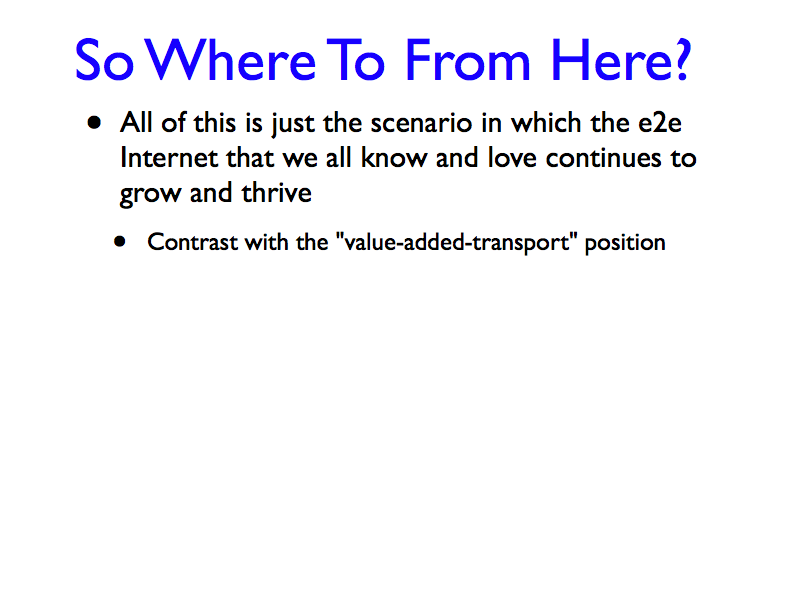 So Where To From Here?
• All of this is just the scenario in which the e2e
Internet that we all know and love continues to
grow and thrive
• Contrast with the "value-added-transport" position